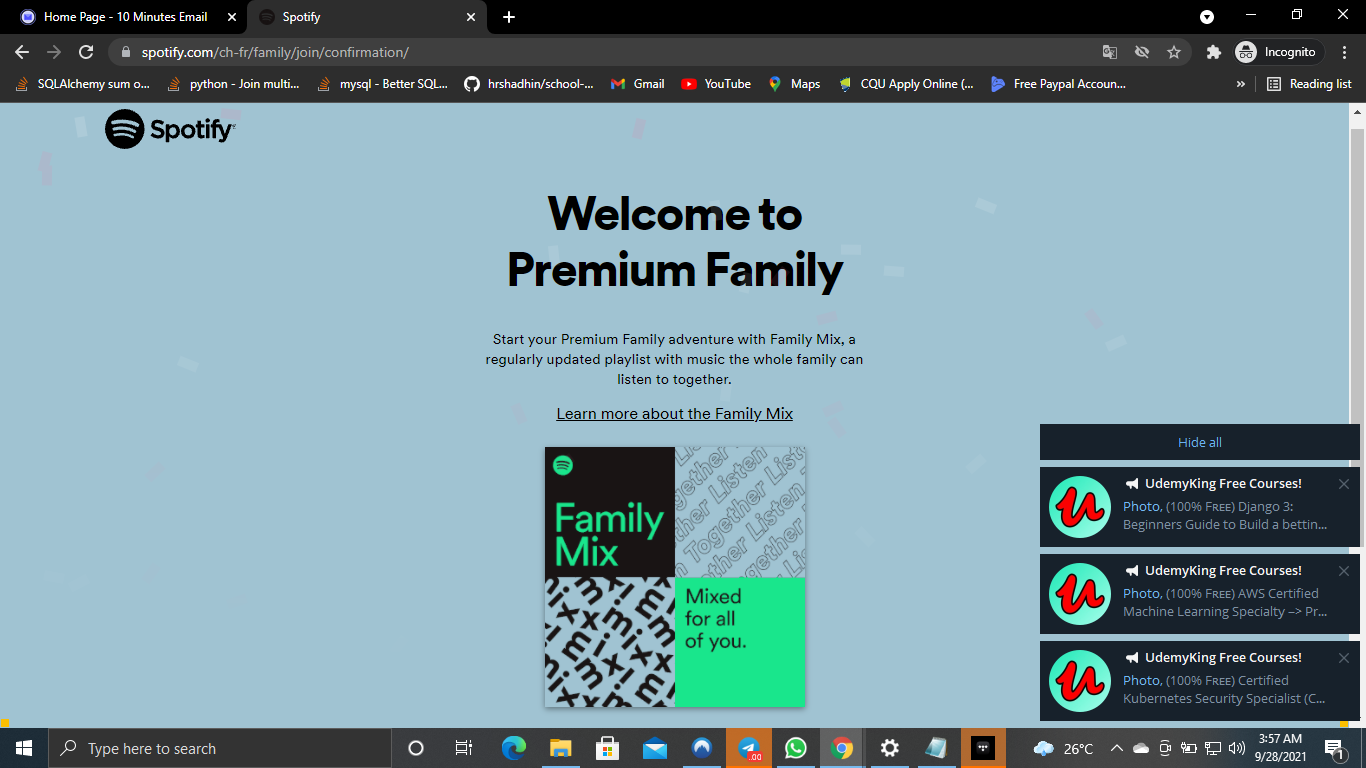 Home Page - 10 Minutes Email
Spotify
spotify.com/ch-fr/family/join/confirmation/
Incognito
SQLAlchemy sum o...
python - Join multi...
mysql - Better SQL...
hrshadhin/school-...
Gmail
YouTube
Maps
CQU Apply Online (...
Free Paypal Accoun...
»
Reading list
Spotify
Welcome to
Premium Family
Start your Premium Family adventure with Family Mix, a
regularly updated playlist with music the whole family can
listen to together.
Learn more about the Family Mix
Family
Mix
Together Listen
Mixed
for all
of you.
Hide all
UdemyKing Free Courses!
Photo, (100% FREE) Django 3:
Beginners Guide to Build a bettin...
UdemyKing Free Courses!
Photo, (100% FREE) AWS Certified
Machine Learning Specialty –> Pr...
UdemyKing Free Courses!
Photo, (100% FREE) Certified
Kubernetes Security Specialist (C...
Type here to search
.00
26°C
3:57 AM
9/28/2021
1